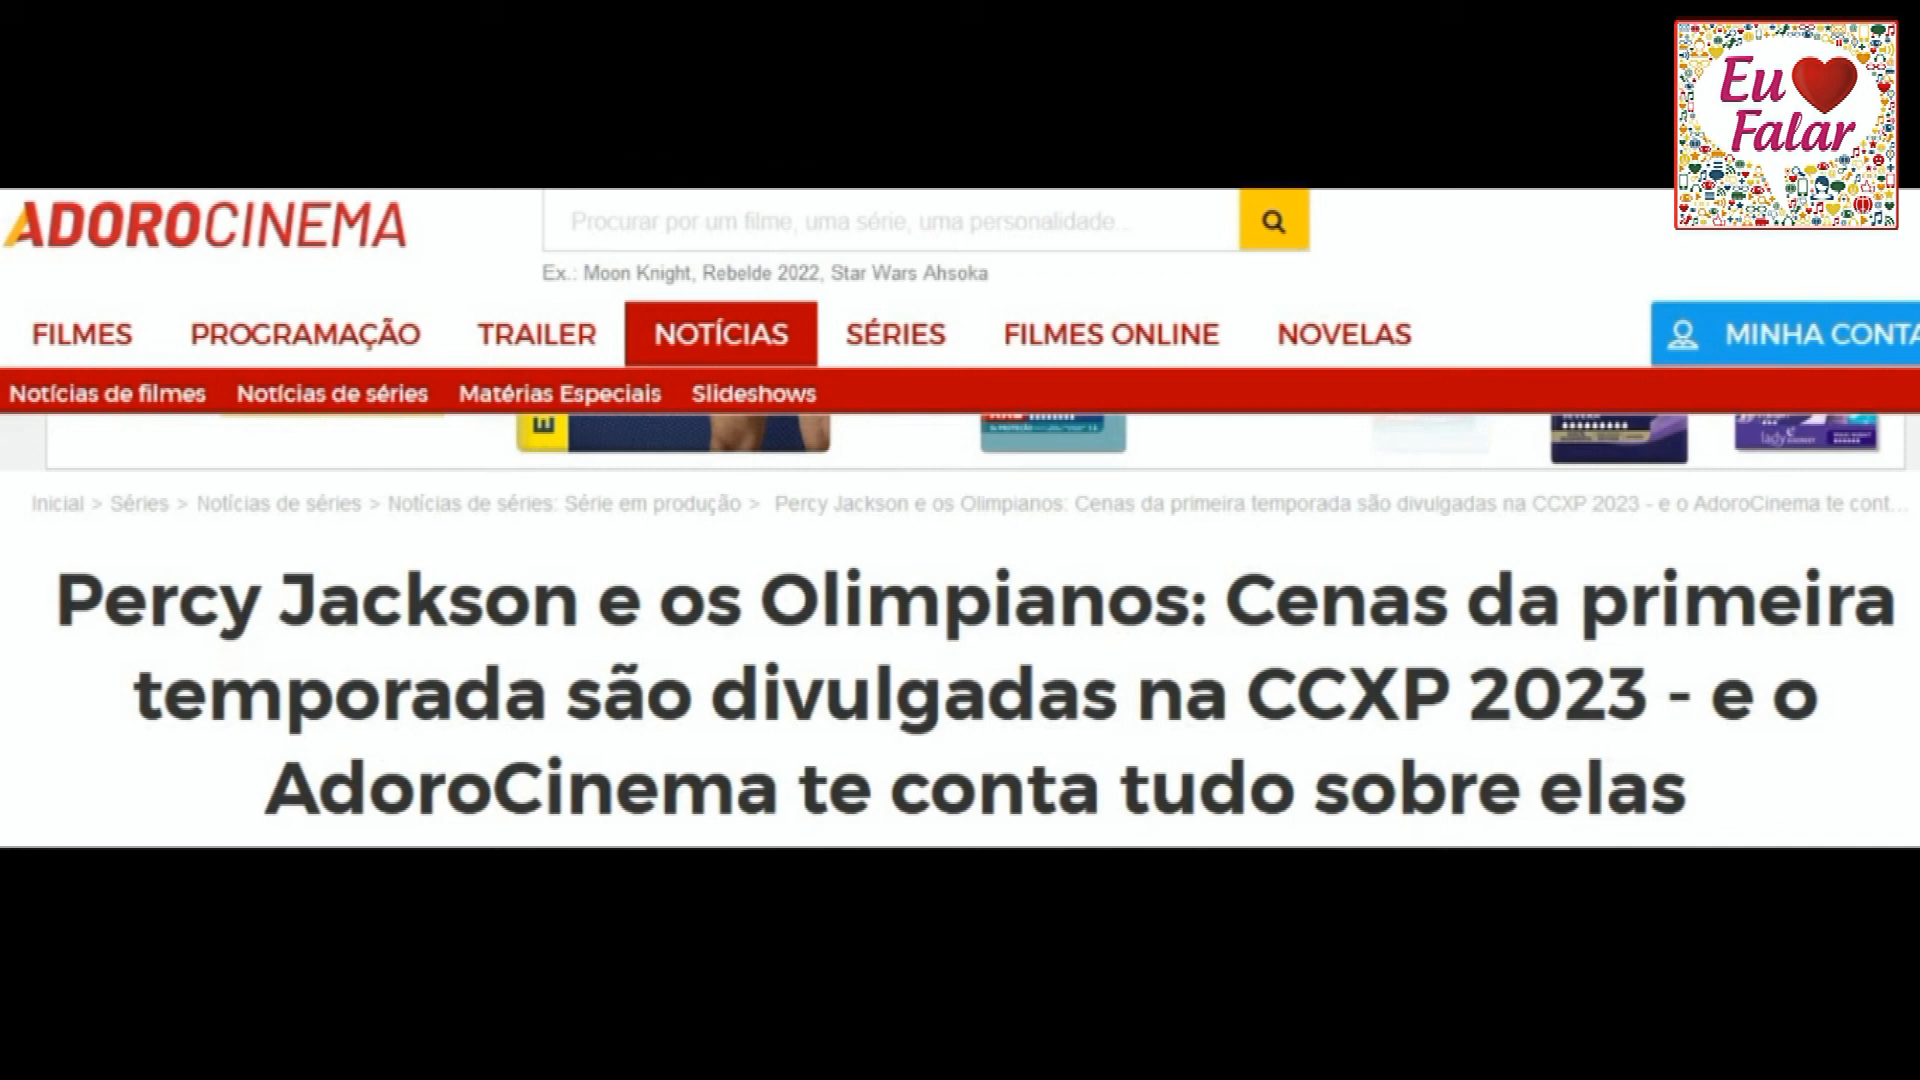 Eu
Falar
ADOROCINEMA
Procurar por um filme, uma série, uma personalidade...
Ex.: Moon Knight, Rebelde 2022, Star Wars Ahsoka
FILMES PROGRAMAÇÃO TRAILER NOTÍCIAS SÉRIES FILMES ONLINE NOVELAS MINHA CONTA
Notícias de filmes Notícias de séries Matérias Especiais Slideshows
lady
Inicial > Séries > Notícias de séries > Notícias de séries: Série em produção > Percy Jackson e os Olimpianos: Cenas da primeira temporada são divulgadas na CCXP 2023 - e o AdoroCinema te cont...
Percy Jackson e os Olimpianos: Cenas da primeira
temporada são divulgadas na CCXP 2023 - e o
AdoroCinema te conta tudo sobre elas